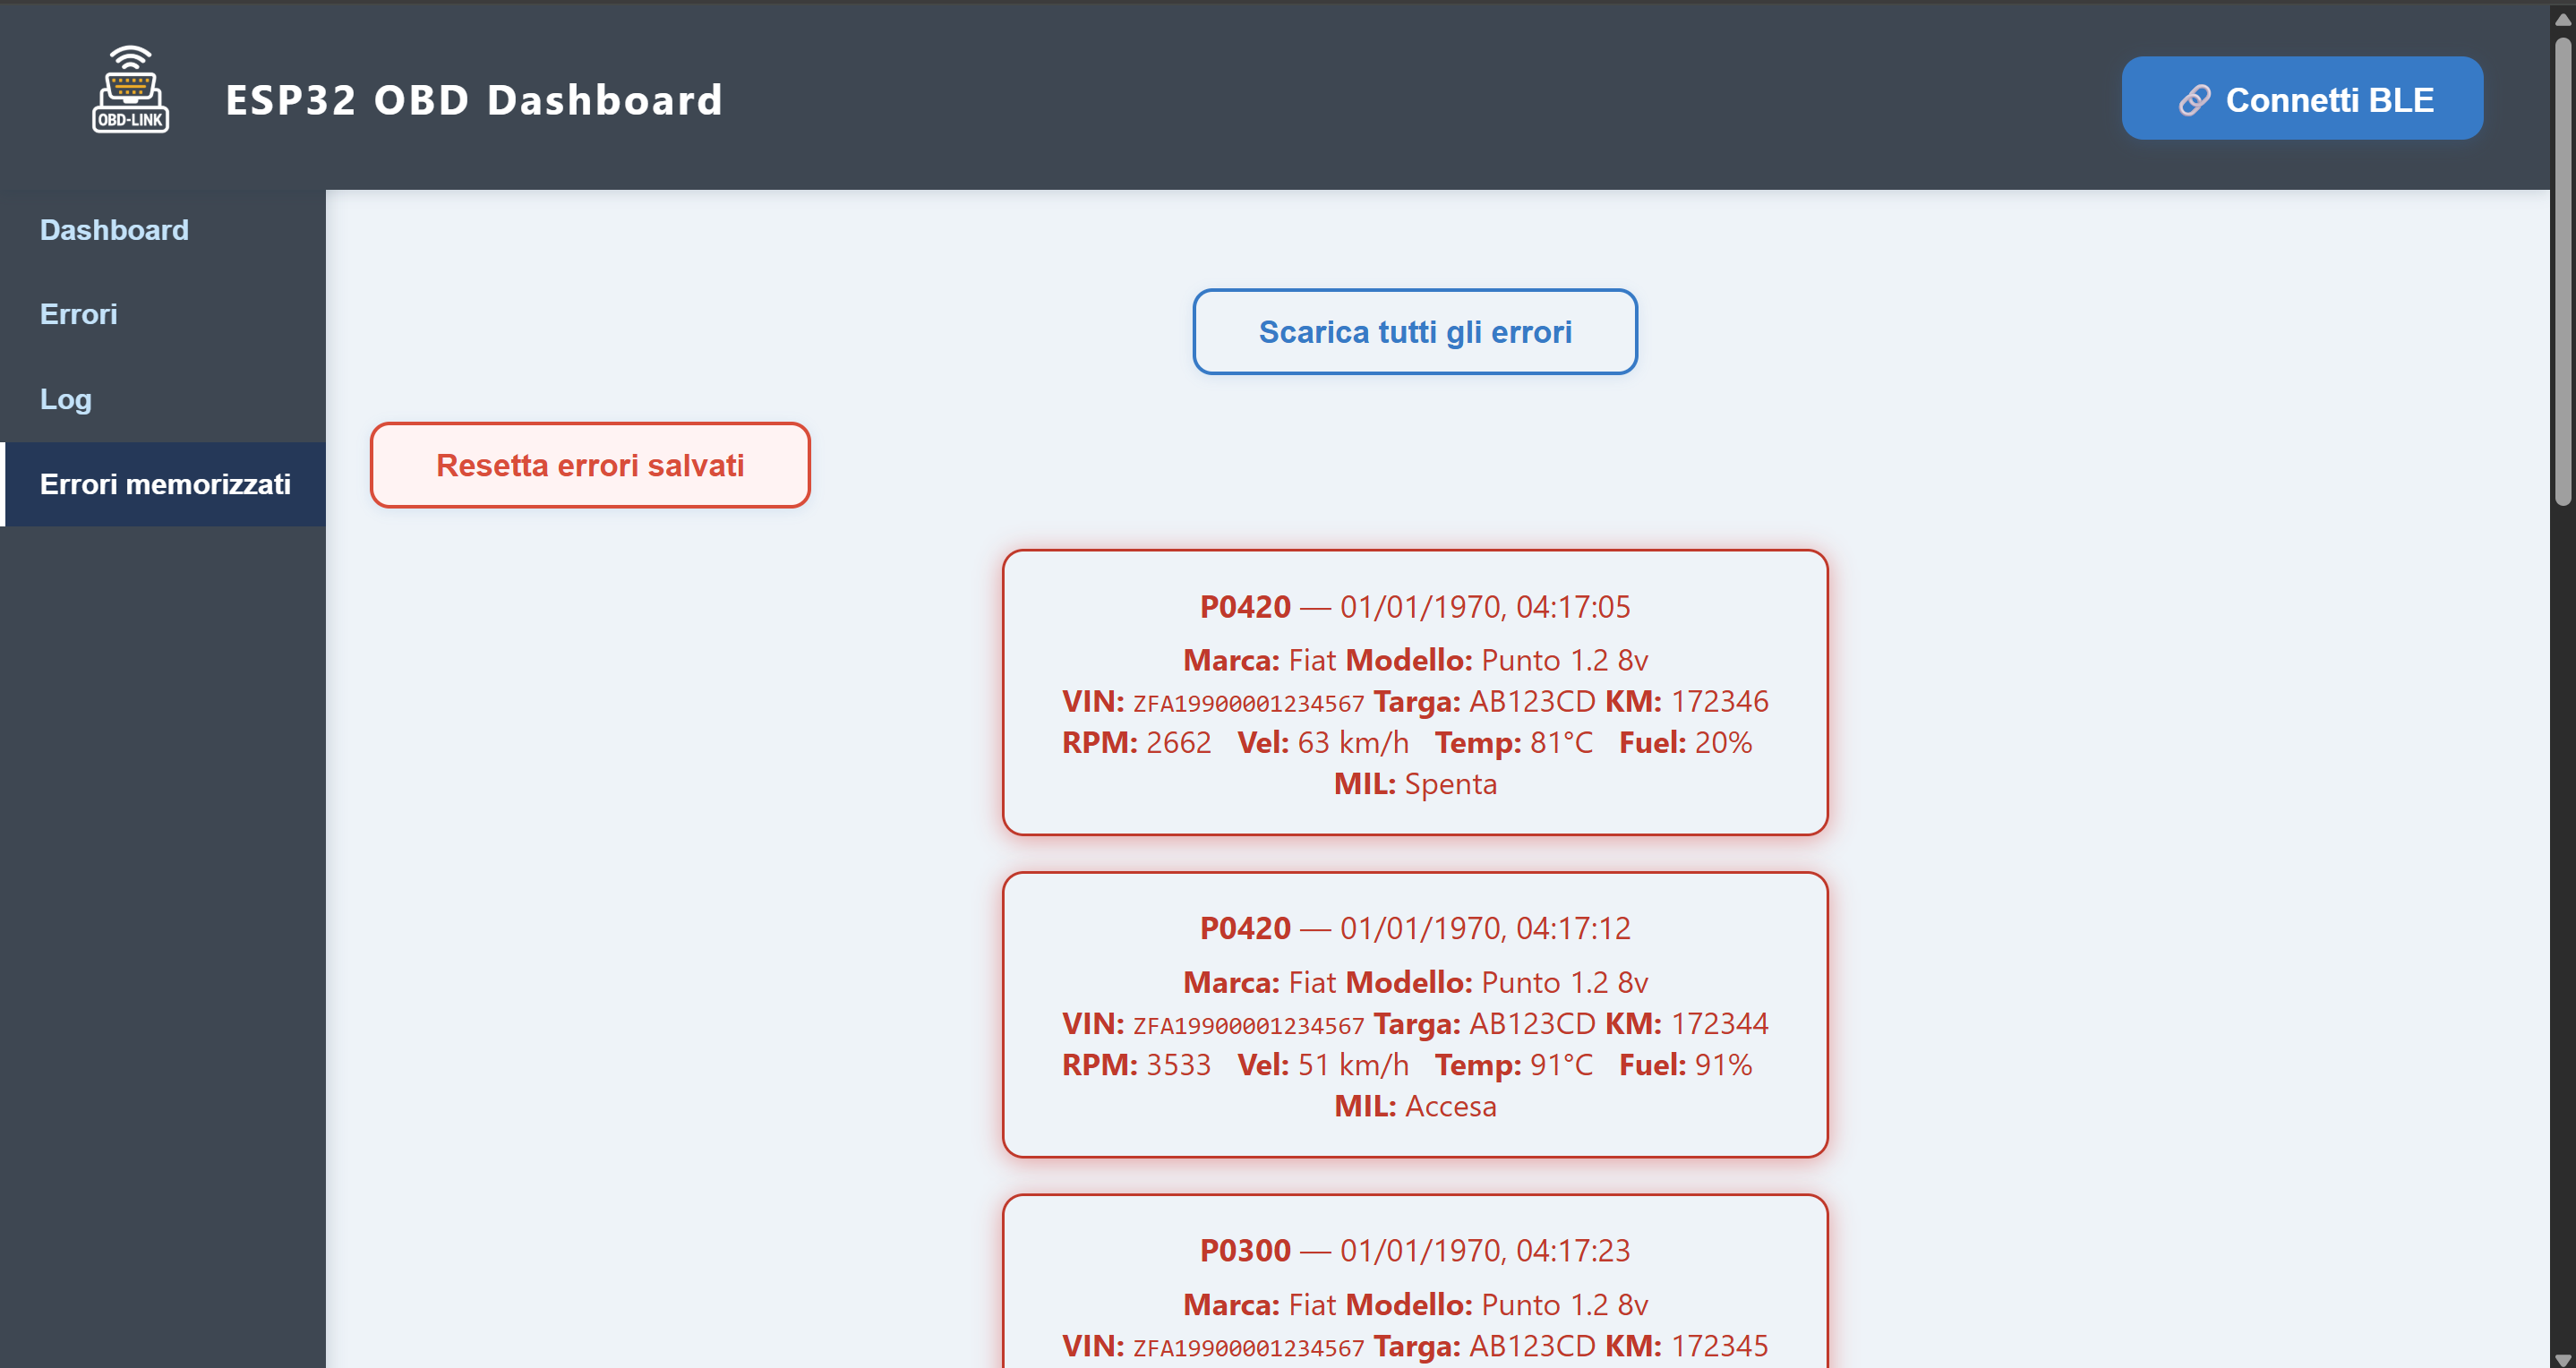 OBD-LINK
ESP32 OBD Dashboard
Connetti BLE
Dashboard
Errori
Log
Errori memorizzati
Scarica tutti gli errori
Resetta errori salvati
P0420 — 01/01/1970, 04:17:05
Marca: Fiat Modello: Punto 1.2 8v
VIN: ZFA19900001234567 Targa: AB123CD KM: 172346
RPM: 2662 Vel: 63 km/h Temp: 81°C Fuel: 20%
MIL: Spenta
P0420 — 01/01/1970, 04:17:12
Marca: Fiat Modello: Punto 1.2 8v
VIN: ZFA19900001234567 Targa: AB123CD KM: 172344
RPM: 3533 Vel: 51 km/h Temp: 91°C Fuel: 91%
MIL: Accesa
P0300 — 01/01/1970, 04:17:23
Marca: Fiat Modello: Punto 1.2 8v
VIN: ZFA19900001234567 Targa: AB123CD KM: 172345